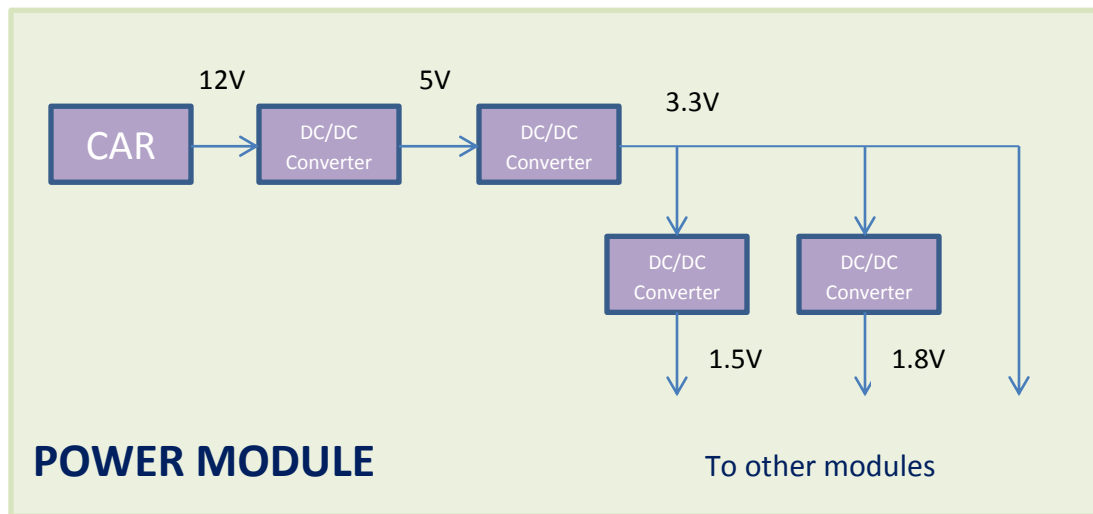 12V
5V
3.3V
CAR
DC/DC
Converter
DC/DC
Converter
DC/DC
Converter
DC/DC
Converter
1.5V
1.8V
POWER MODULE
To other modules